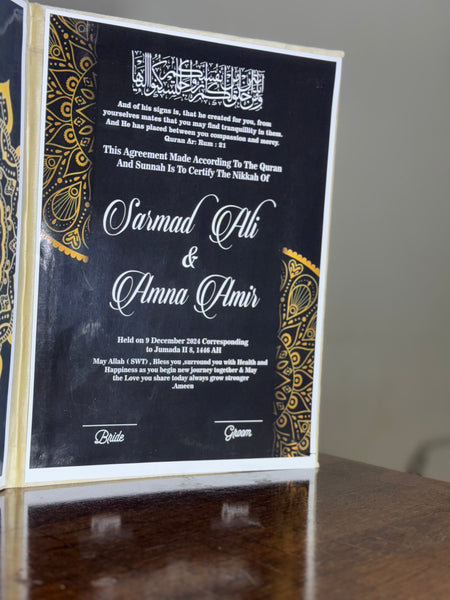 And of his signs is, that he created for you, from
yourselves mates that you may find tranquillity in them.
And He has placed between you compassion and mercy.
Quran Ar: Rum : 21
This Agreement Made According To The Quran
And Sunnah Is To Certify The Nikkah Of
Sarmad Ali
&
Amna Amir
Held on 9 December 2024 Corresponding
to Jumada II 8, 1446 AH
May Allah ( SWT) , Bless you ,surround you with Health and
Happiness as you begin new journey together & May
the Love you share today always grow stronger
.Ameen
Bride
Groom